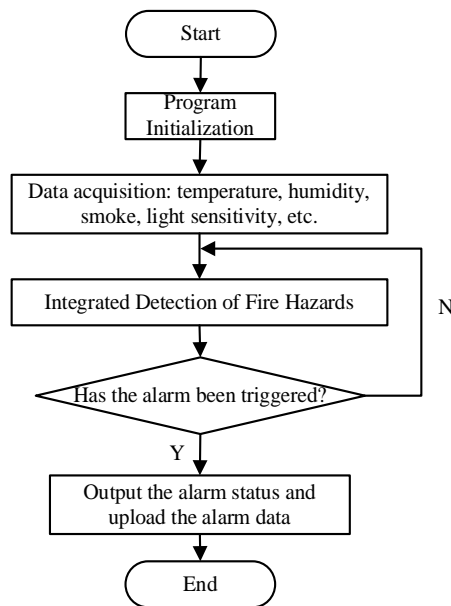 Start
Program
Initialization
Data acquisition: temperature, humidity,
smoke, light sensitivity, etc.
Integrated Detection of Fire Hazards
N
Has the alarm been triggered?
Y
Output the alarm status and
upload the alarm data
End